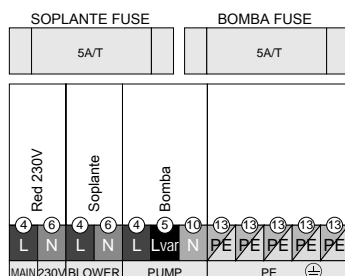 SOPLANTE FUSE BOMBA FUSE
5A/T 5A/T
Red 230V Soplante Bomba
4 6 4 6 4 5 10 13 13 13 13 13
L N L N L Lvar N PE PE PE PE PE
MAIN 230V BLOWER PUMP PE